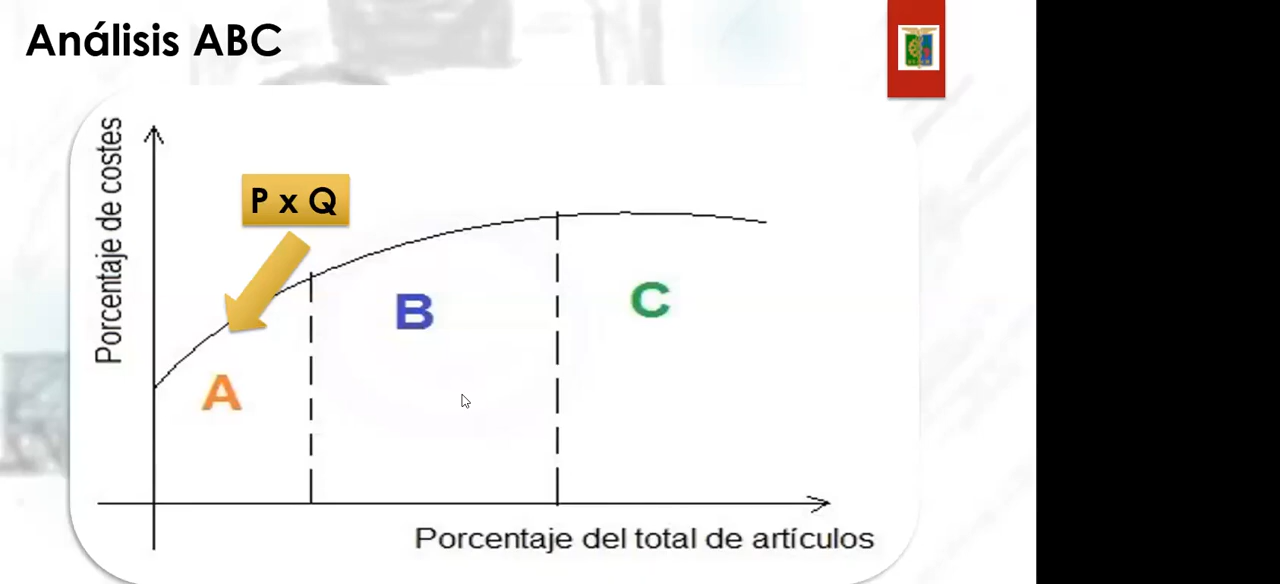 Análisis ABC
Porcentaje de costes
P x Q
A
B
C
Porcentaje del total de artículos